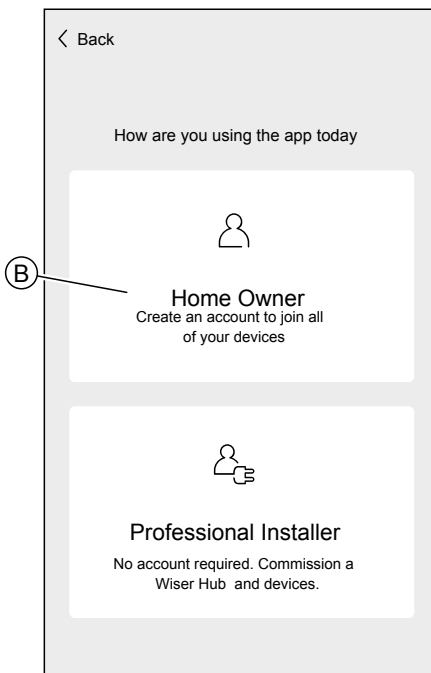 Back
How are you using the app today
B
Home Owner
Create an account to join all
of your devices
Professional Installer
No account required. Commission a
Wiser Hub and devices.